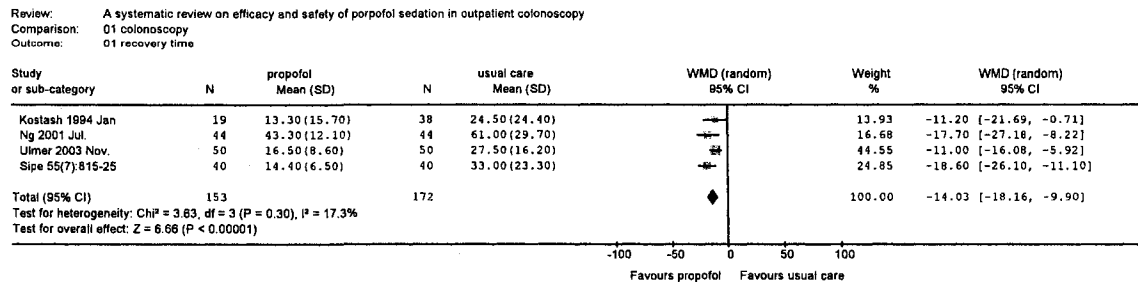 Review: A systematic review on efficacy and safety of porpofol sedation in outpatient colonoscopy
Comparison: 01 colonoscopy
Outcome: 01 recovery time
Study propofol usual care WMD (random) Weight WMD (random)
or sub-category N Mean (SD) N Mean (SD) 95% CI % 95% CI
Kostash 1994 Jan 19 13.30(15.70) 38 24.50(24.40) 13.93 -11.20 [-21.69, -0.71]
Ng 2001 Jul. 44 43.30(12.10) 44 61.00(29.70) 16.68 -17.70 [-27.18, -8.22]
Ulmer 2003 Nov. 50 16.50(8.60) 50 27.50(16.20) 44.55 -11.00 [-16.08, -5.92]
Sipe 55(7):815-25 40 14.40(6.50) 40 33.00(23.30) 24.85 -18.60 [-26.10, -11.10]
Total (95% CI) 153 172 100.00 -14.03 [-18.16, -9.90]
Test for heterogeneity: Chi² = 3.63, df = 3 (P = 0.30), I² = 17.3%
Test for overall effect: Z = 6.66 (P < 0.00001)
-100 -50 0 50 100
Favours propofol Favours usual care